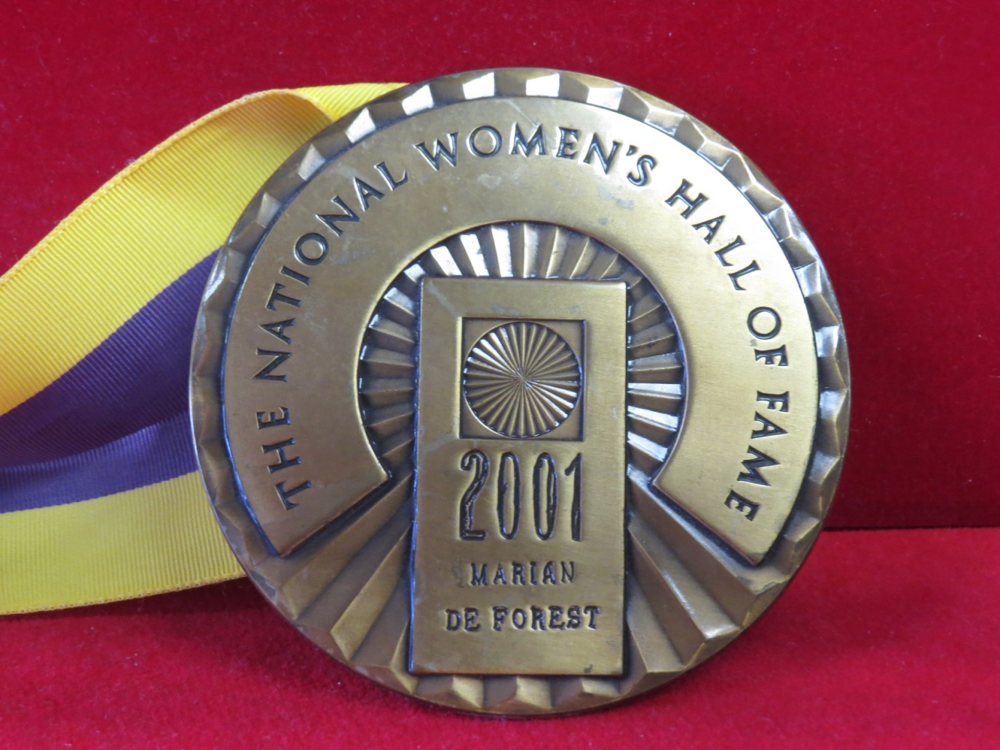 THE NATIONAL WOMEN'S HALL OF FAME
2001
MARIAN
DE FOREST